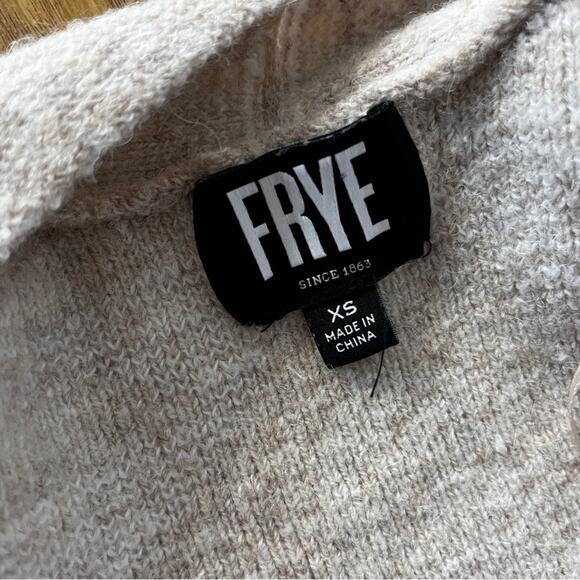 FRYE
SINCE 1863
XS
MADE IN
CHINA